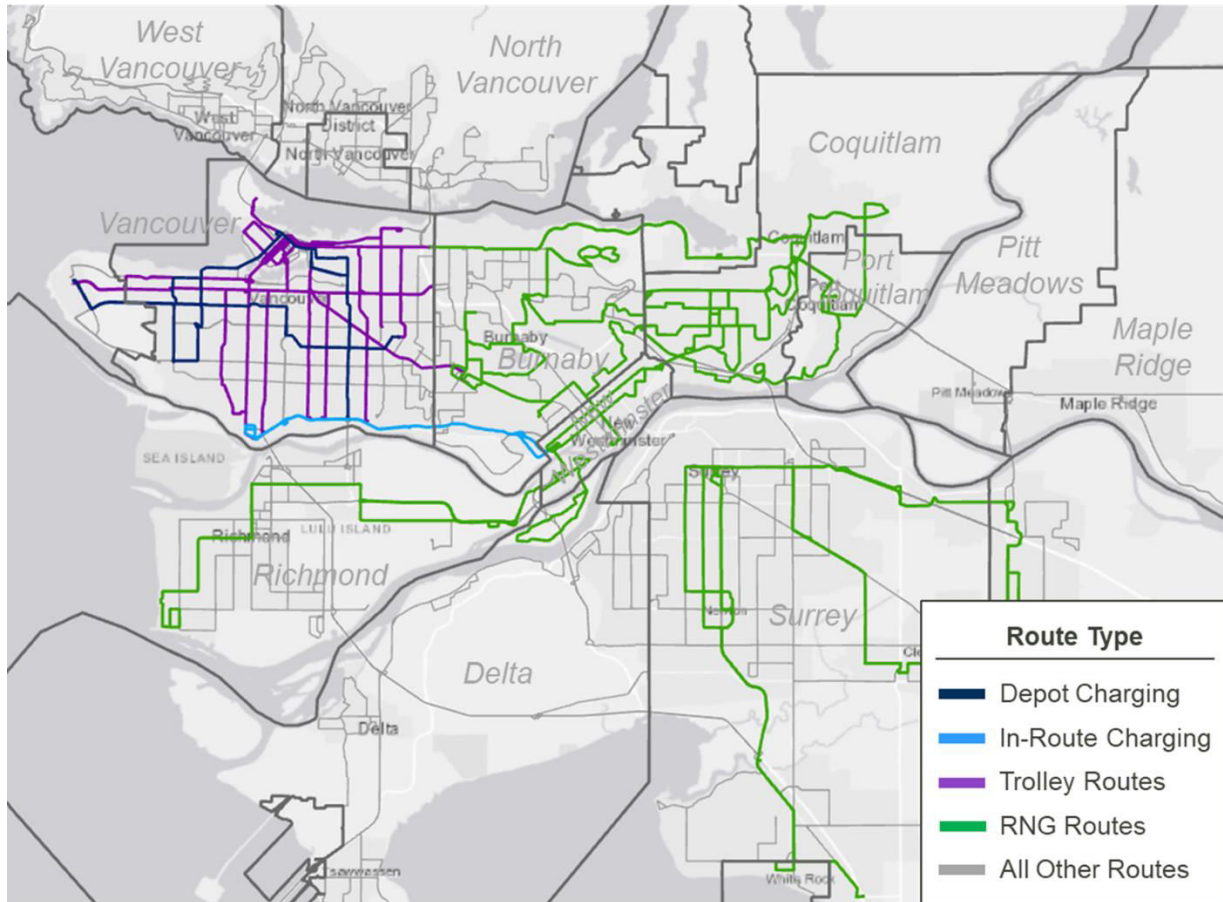 West
Vancouver
North
Vancouver
North Vancouver
District
West
Vancouver
North Vancouver
Coquitlam
Vancouver
Coquitlam
Port
Coquitlam
Pitt
Meadows
Port
Coquitlam
Vancouver
Burnaby
Burnaby
Maple
Ridge
Pitt Meadows
Maple Ridge
New
Westminster
New
Westminster
SEA ISLAND
Surrey
LULU ISLAND
Richmond
Richmond
Newton
Surrey
Delta
Delta
Tsawwassen
White Rock
Route Type
Depot Charging
In-Route Charging
Trolley Routes
RNG Routes
All Other Routes